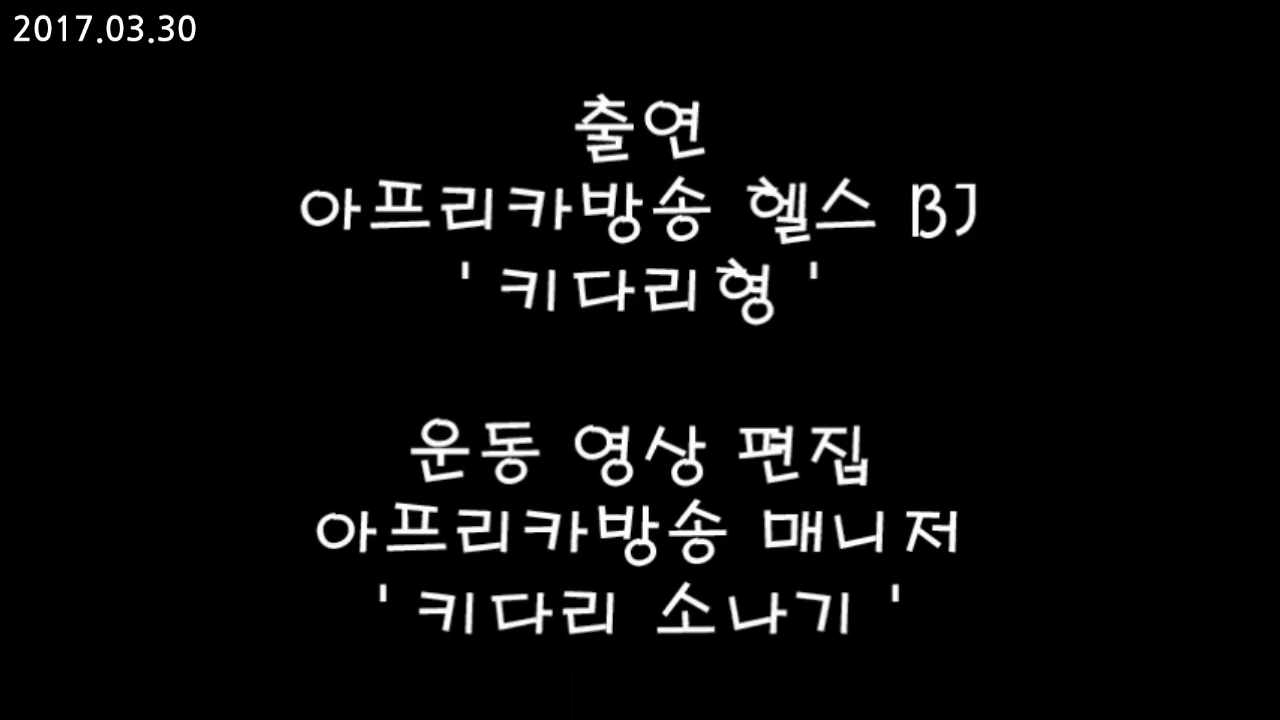 2017.03.30
출연
아프리카방송 헬스 BJ
' 키다리형 '
운동 영상 편집
아프리카방송 매니저
' 키다리 소나기 '